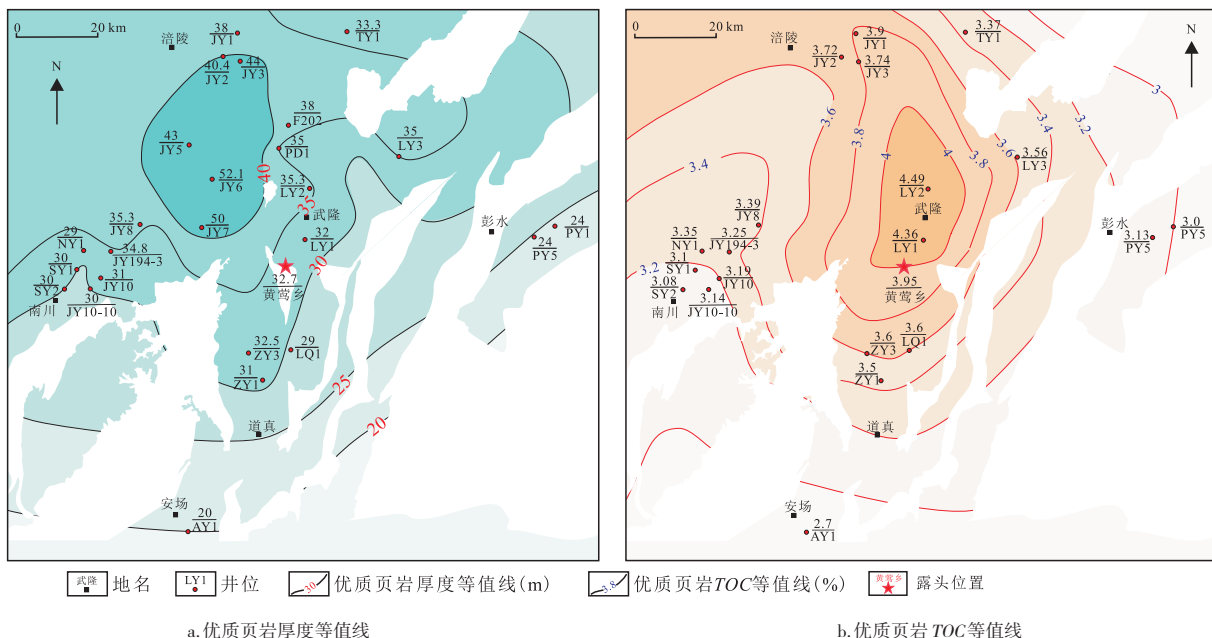 0 20 km
涪陵
N
38
JY1
33.3
TY1
40.4
JY2
44
JY3
38
F202
43
JY5
35
PD1
35
LY3
52.1
JY6
40
35.3
LY2
35
武隆
彭水
50
JY7
35.3
JY8
32
LY1
24
PY1
24
PY5
29
NY1
34.8
JY194-3
30
SY1
31
JY10
30
32.7
黄莺乡
30
SY2
30
JY10-10
南川
32.5
ZY3
29
LQ1
31
ZY1
25
20
道真
安场
20
AY1
0 20 km
涪陵
N
3.9
JY1
3.37
TY1
3.72
JY2
3.74
JY3
3
3.6
3.8
3.4
3.2
4
4
3.8
3.6
3.56
LY3
3.4
4.49
LY2
武隆
彭水
3.39
JY8
4.36
LY1
3.13
PY5
3.0
PY5
3.35
NY1
3.25
JY194-3
3.1
SY1
3.19
JY10
3.2
3.08
SY2
3.14
JY10-10
南川
3.95
黄莺乡
3.6
ZY3
3.6
LQ1
3.5
ZY1
道真
安场
2.7
AY1
武隆 地名
LY1 井位
30 优质页岩厚度等值线(m)
3.8 优质页岩TOC等值线(%)
黄莺乡 露头位置
a.优质页岩厚度等值线
b.优质页岩 TOC 等值线